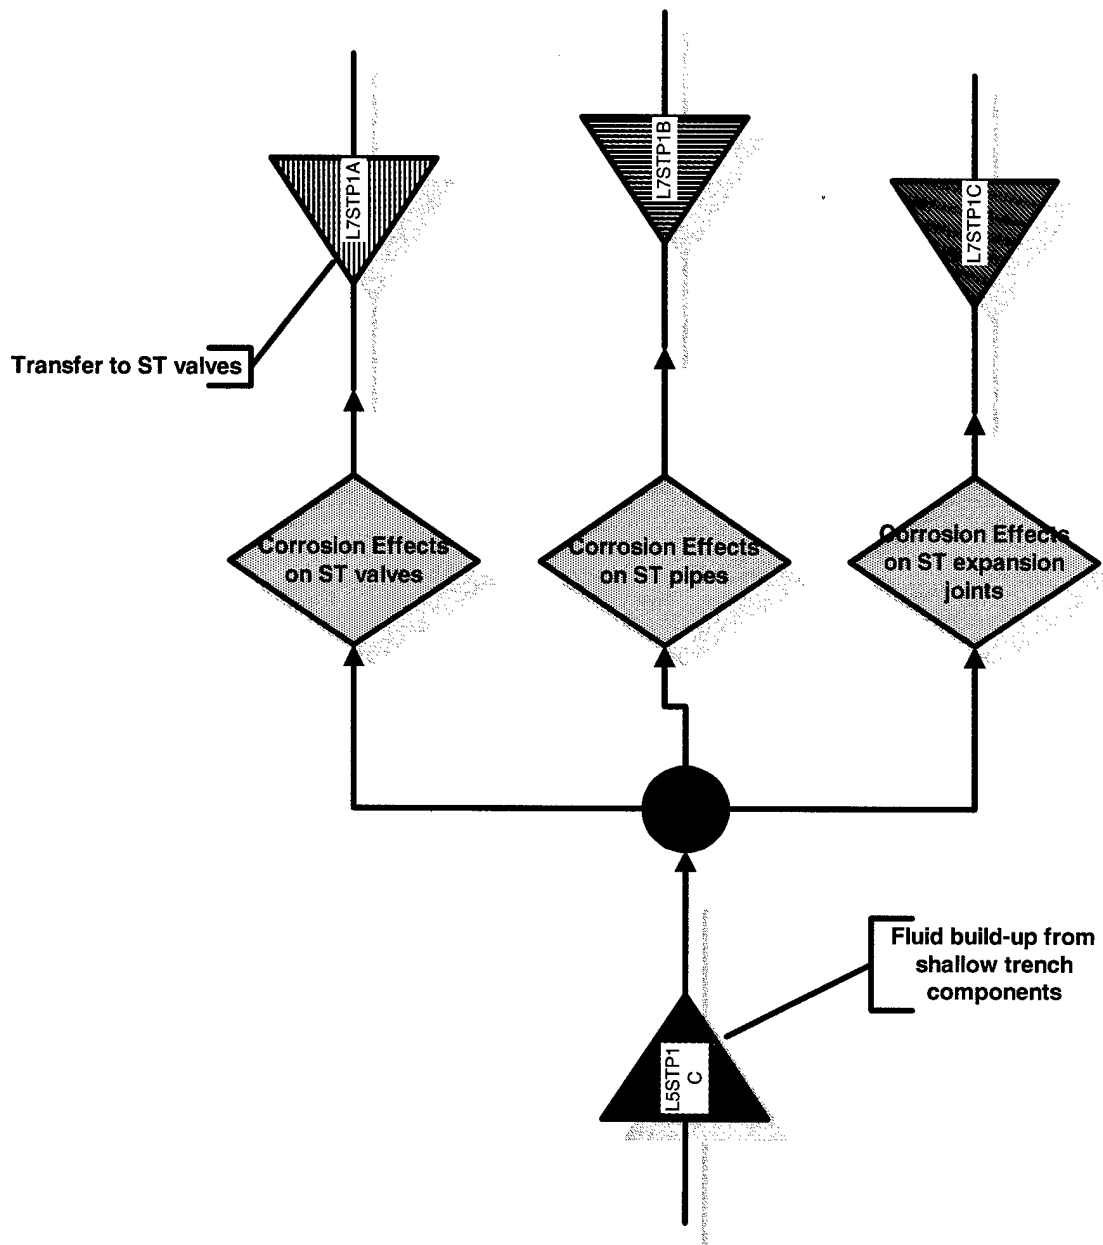 L7STP1A
L7STP1B
L7STP1C
Transfer to ST valves
Corrosion Effects
on ST valves
Corrosion Effects
on ST pipes
Corrosion Effects
on ST expansion
joints
Fluid build-up from
shallow trench
components
L5STP1
C